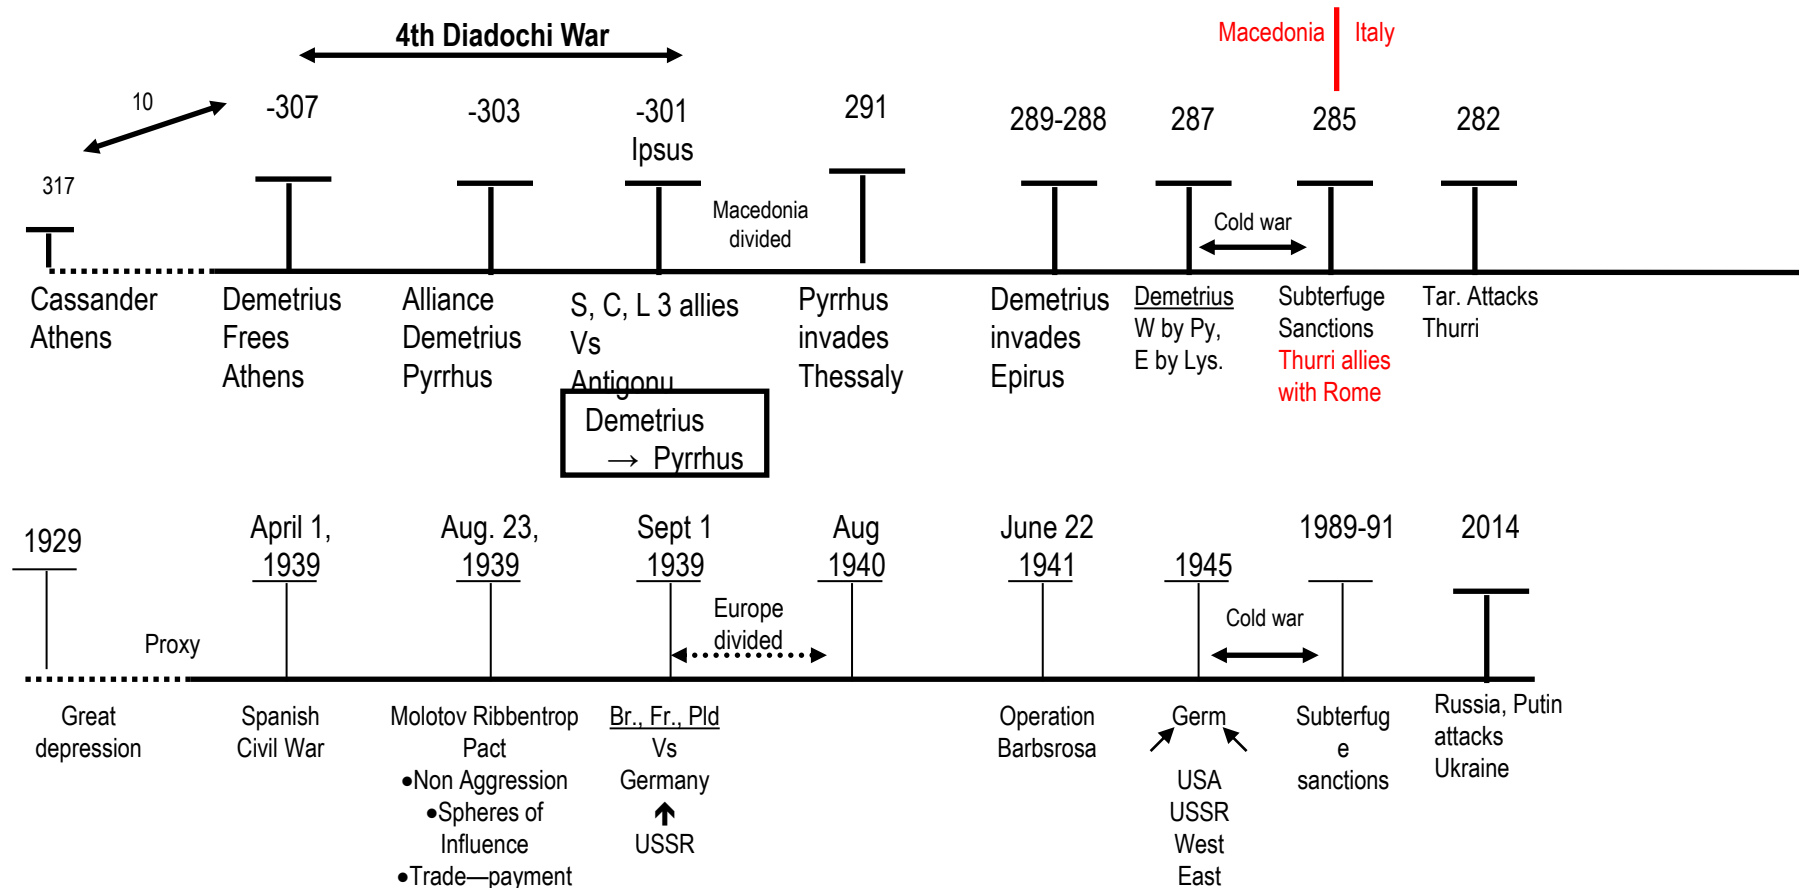 4th Diadochi War
Macedonia
Italy
10
-307
-303
-301
Ipsus
291
289-288
287
285
282
317
Macedonia
divided
Cold war
Cassander
Athens
Demetrius
Frees
Athens
Alliance
Demetrius
Pyrrhus
S, C, L 3 allies
Vs
Antigonu
Demetrius
→ Pyrrhus
Pyrrhus
invades
Thessaly
Demetrius
invades
Epirus
Demetrius
W by Py,
E by Lys.
Subterfuge
Sanctions
Thurri allies
with Rome
Tar. Attacks
Thurri
1929
April 1,
1939
Aug. 23,
1939
Sept 1
1939
Aug
1940
June 22
1941
1945
1989-91
2014
Proxy
Europe
divided
Cold war
Great
depression
Spanish
Civil War
Molotov Ribbentrop
Pact
•Non Aggression
•Spheres of
Influence
•Trade—payment
Br., Fr., Pld
Vs
Germany
USSR
Operation
Barbsrosa
Germ
USA
USSR
West
East
Subterfug
e
sanctions
Russia, Putin
attacks
Ukraine